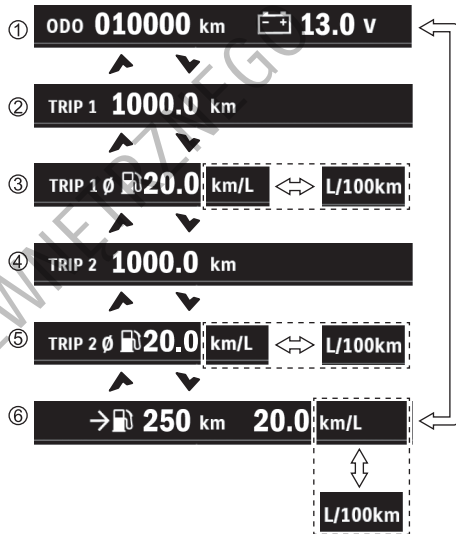 ① ODO 010000 km 13.0 V
② TRIP 1 1000.0 km
③ TRIP 1 Ø 20.0 km/L L/100km
④ TRIP 2 1000.0 km
⑤ TRIP 2 Ø 20.0 km/L L/100km
⑥ 250 km 20.0 km/L
L/100km